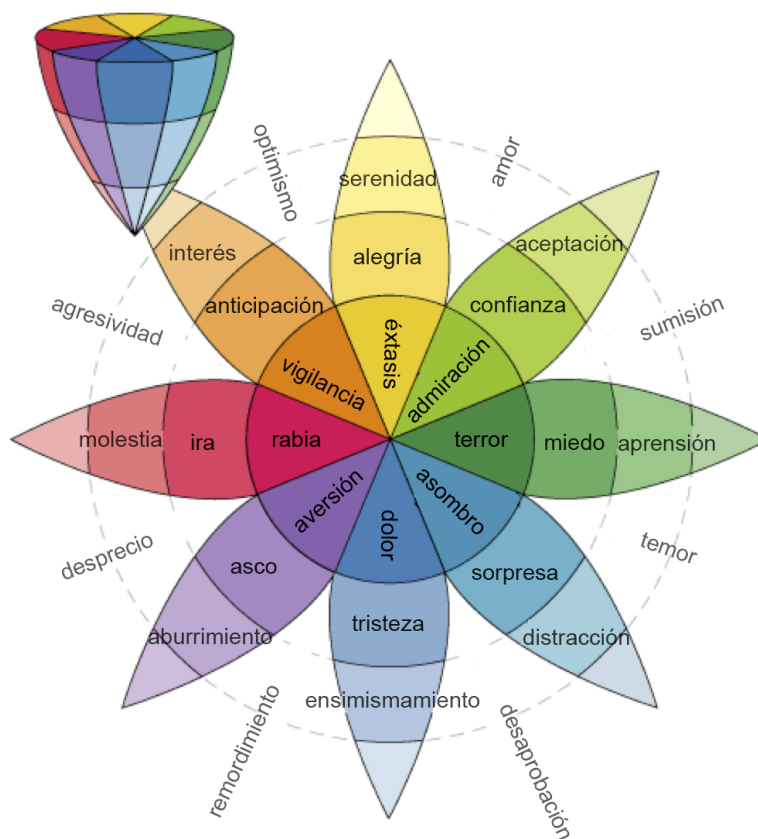 optimismo
amor
serenidad
interés
aceptación
alegría
agresividad
anticipación
confianza
sumisión
éxtasis
vigilancia
admiración
molestia
ira
rabia
terror
miedo
aprensión
aversión
dolor
asombro
desprecio
asco
sorpresa
temor
aburrimiento
tristeza
distracción
ensimismamiento
remordimiento
desaprobación